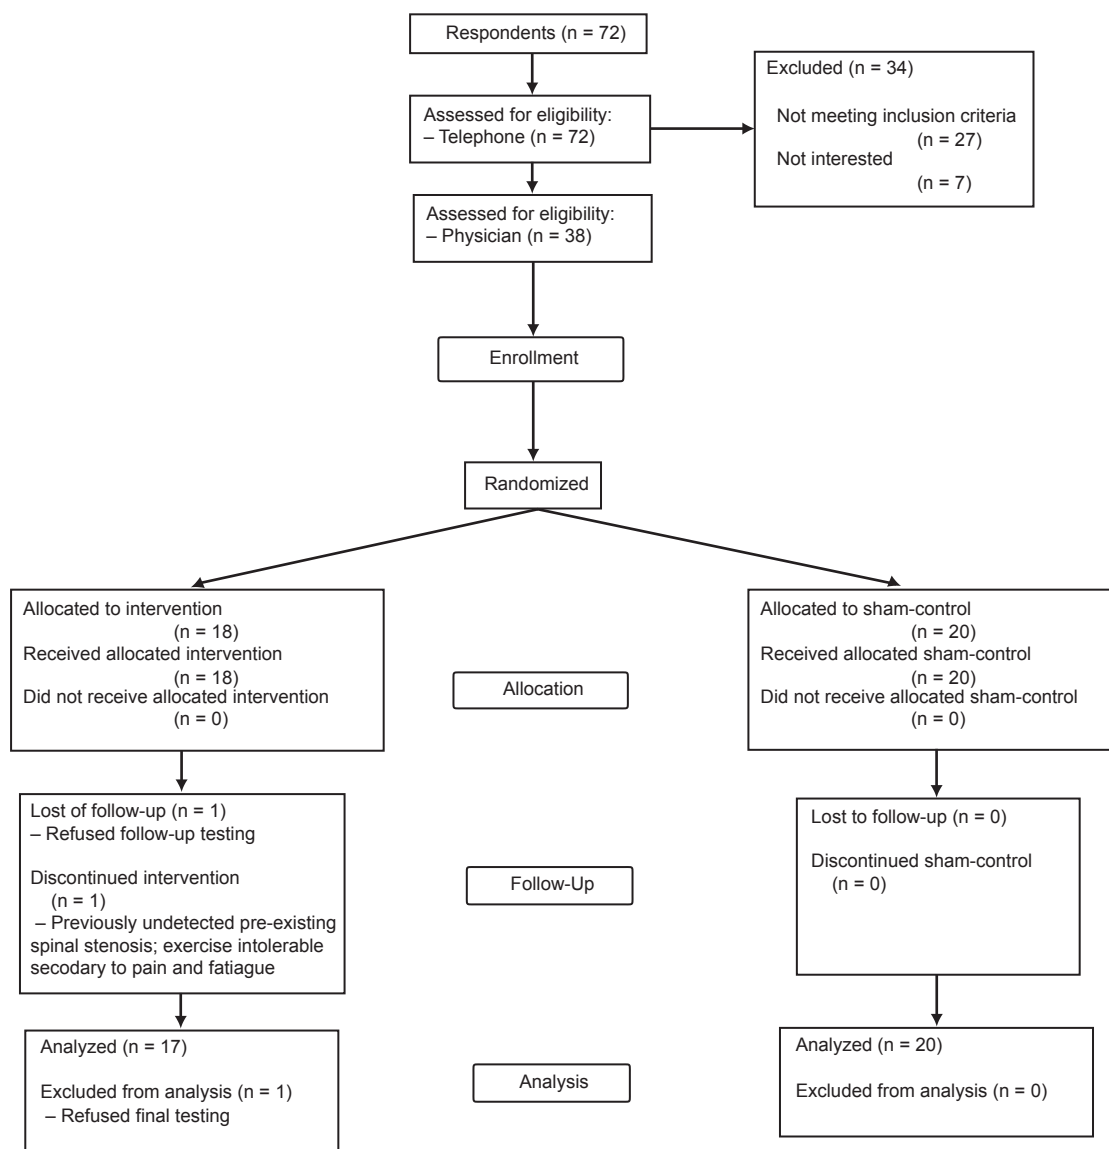 Respondents (n = 72)
Assessed for eligibility:
– Telephone (n = 72)
Excluded (n = 34)
Not meeting inclusion criteria
(n = 27)
Not interested
(n = 7)
Assessed for eligibility:
– Physician (n = 38)
Enrollment
Randomized
Allocated to intervention
(n = 18)
Received allocated intervention
(n = 18)
Did not receive allocated intervention
(n = 0)
Allocation
Allocated to sham-control
(n = 20)
Received allocated sham-control
(n = 20)
Did not receive allocated sham-control
(n = 0)
Lost of follow-up (n = 1)
– Refused follow-up testing
Discontinued intervention
(n = 1)
– Previously undetected pre-existing
spinal stenosis; exercise intolerable
secodary to pain and fatiague
Follow-Up
Lost to follow-up (n = 0)
Discontinued sham-control
(n = 0)
Analyzed (n = 17)
Excluded from analysis (n = 1)
– Refused final testing
Analysis
Analyzed (n = 20)
Excluded from analysis (n = 0)